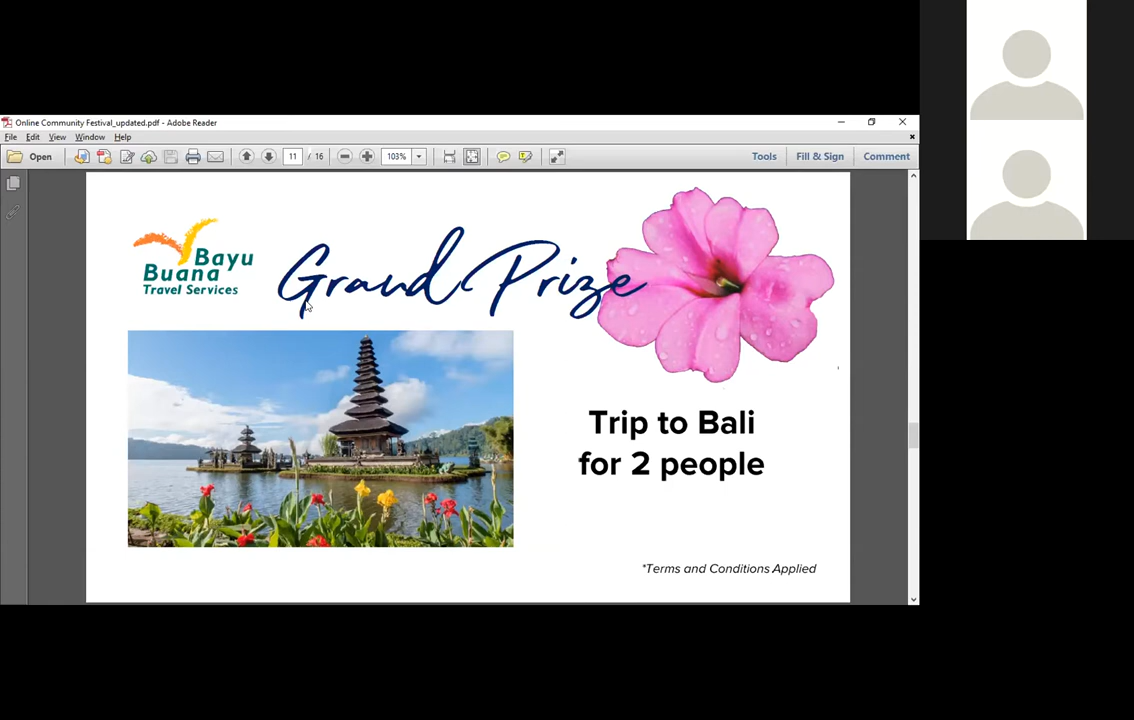 Online Community Festival_updated.pdf - Adobe Reader
File Edit View Window Help
Open 11 / 16 103% Tools Fill & Sign Comment
Bayu
Buana
Travel Services
Grand Prize
Trip to Bali
for 2 people
*Terms and Conditions Applied